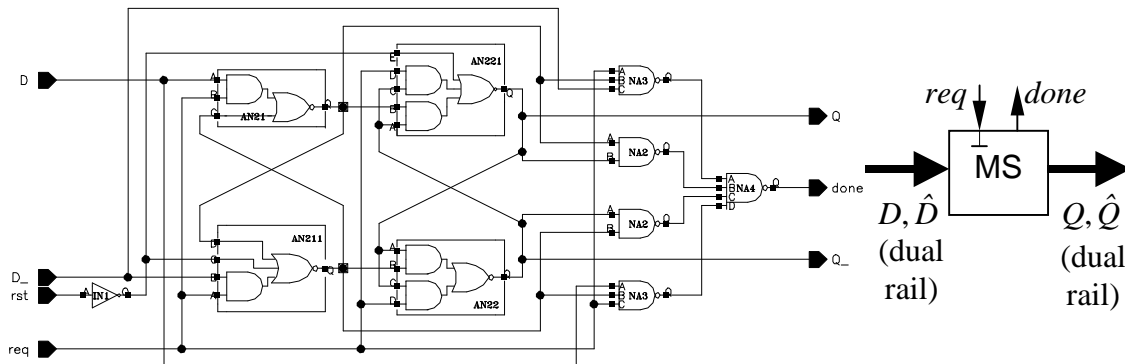 D
A
B
C
AN21
Q
E
D
C
B
A
AN221
Q
A
B
C
NA3
Q
A
B
NA2
Q
Q
A
B
C
D
NA4
Q
done
A
B
NA2
Q
Q_
D_
rst
A
IN1
Q
D
C
B
A
AN211
Q
A
B
C
D
AN22
Q
A
B
C
NA3
Q
req
req
done
MS
D, D̂
(dual
rail)
Q, Q̂
(dual
rail)